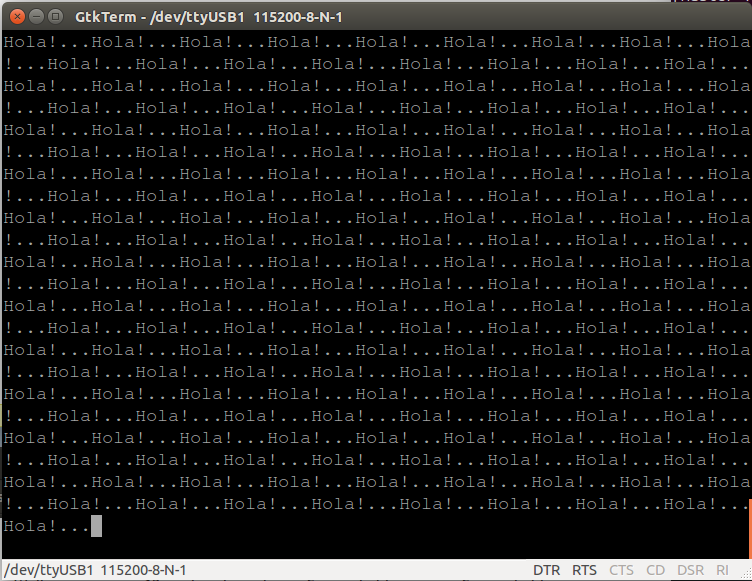 GtkTerm - /dev/ttyUSB1 115200-8-N-1
Hola!...Hola!...Hola!...Hola!...Hola!...Hola!...Hola!...Hola!...Hola
!...Hola!...Hola!...Hola!...Hola!...Hola!...Hola!...Hola!...Hola!...
Hola!...Hola!...Hola!...Hola!...Hola!...Hola!...Hola!...Hola!...Hola
!...Hola!...Hola!...Hola!...Hola!...Hola!...Hola!...Hola!...Hola!...
Hola!...Hola!...Hola!...Hola!...Hola!...Hola!...Hola!...Hola!...Hola
!...Hola!...Hola!...Hola!...Hola!...Hola!...Hola!...Hola!...Hola!...
Hola!...Hola!...Hola!...Hola!...Hola!...Hola!...Hola!...Hola!...Hola
!...Hola!...Hola!...Hola!...Hola!...Hola!...Hola!...Hola!...Hola!...
Hola!...Hola!...Hola!...Hola!...Hola!...Hola!...Hola!...Hola!...Hola
!...Hola!...Hola!...Hola!...Hola!...Hola!...Hola!...Hola!...Hola!...
Hola!...Hola!...Hola!...Hola!...Hola!...Hola!...Hola!...Hola!...Hola
!...Hola!...Hola!...Hola!...Hola!...Hola!...Hola!...Hola!...Hola!...
Hola!...Hola!...Hola!...Hola!...Hola!...Hola!...Hola!...Hola!...Hola
!...Hola!...Hola!...Hola!...Hola!...Hola!...Hola!...Hola!...Hola!...
Hola!...Hola!...Hola!...Hola!...Hola!...Hola!...Hola!...Hola!...Hola
!...Hola!...Hola!...Hola!...Hola!...Hola!...Hola!...Hola!...Hola!...
Hola!...Hola!...Hola!...Hola!...Hola!...Hola!...Hola!...Hola!...Hola
!...Hola!...Hola!...Hola!...Hola!...Hola!...Hola!...Hola!...Hola!...
Hola!...Hola!...Hola!...Hola!...Hola!...Hola!...Hola!...Hola!...Hola
!...Hola!...Hola!...Hola!...Hola!...Hola!...Hola!...Hola!...Hola!...
Hola!...Hola!...Hola!...Hola!...Hola!...Hola!...Hola!...Hola!...Hola
!...Hola!...Hola!...Hola!...Hola!...Hola!...Hola!...Hola!...Hola!...
Hola!...
/dev/ttyUSB1 115200-8-N-1 DTR RTS CTS CD DSR RI